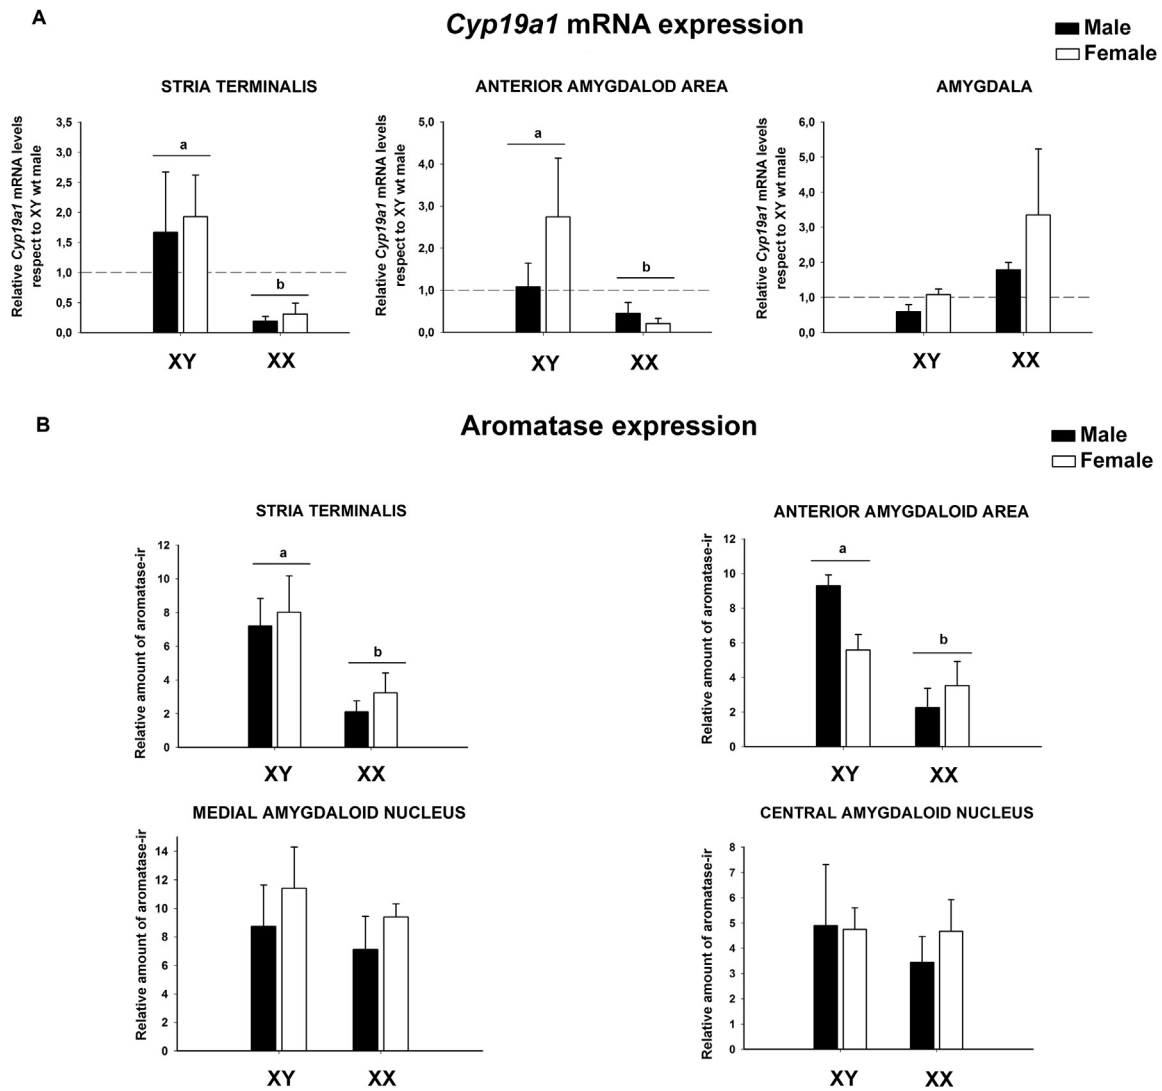 A
Cyp19a1 mRNA expression
Male
Female
STRIA TERMINALIS
Relative Cyp19a1 mRNA levels
respect to XY wt male
3,5
3,0
2,5
2,0
1,5
1,0
0,5
0,0
a
b
XY XX
ANTERIOR AMYGDALOD AREA
Relative Cyp19a1 mRNA levels
respect to XY wt male
5,0
4,0
3,0
2,0
1,0
0,0
a
b
XY XX
AMYGDALA
Relative Cyp19a1 mRNA levels
respect to XY wt male
6,0
5,0
4,0
3,0
2,0
1,0
0,0
XY XX
B
Aromatase expression
Male
Female
STRIA TERMINALIS
Relative amount of aromatase-ir
12
10
8
6
4
2
0
a
b
XY XX
ANTERIOR AMYGDALOID AREA
Relative amount of aromatase-ir
12
10
8
6
4
2
0
a
b
XY XX
MEDIAL AMYGDALOID NUCLEUS
Relative amount of aromatase-ir
14
12
10
8
6
4
2
0
XY XX
CENTRAL AMYGDALOID NUCLEUS
Relative amount of aromatase-ir
8
7
6
5
4
3
2
1
0
XY XX